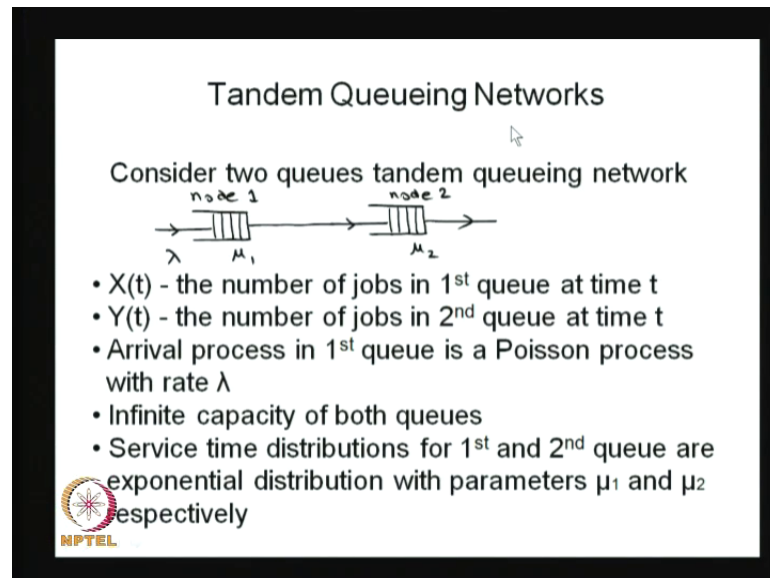 Tandem Queueing Networks
Consider two queues tandem queueing network
node 1 node 2
λ μ₁ μ₂
• X(t) - the number of jobs in 1st queue at time t
• Y(t) - the number of jobs in 2nd queue at time t
• Arrival process in 1st queue is a Poisson process
with rate λ
• Infinite capacity of both queues
• Service time distributions for 1st and 2nd queue are
exponential distribution with parameters μ1 and μ2
respectively
NPTEL